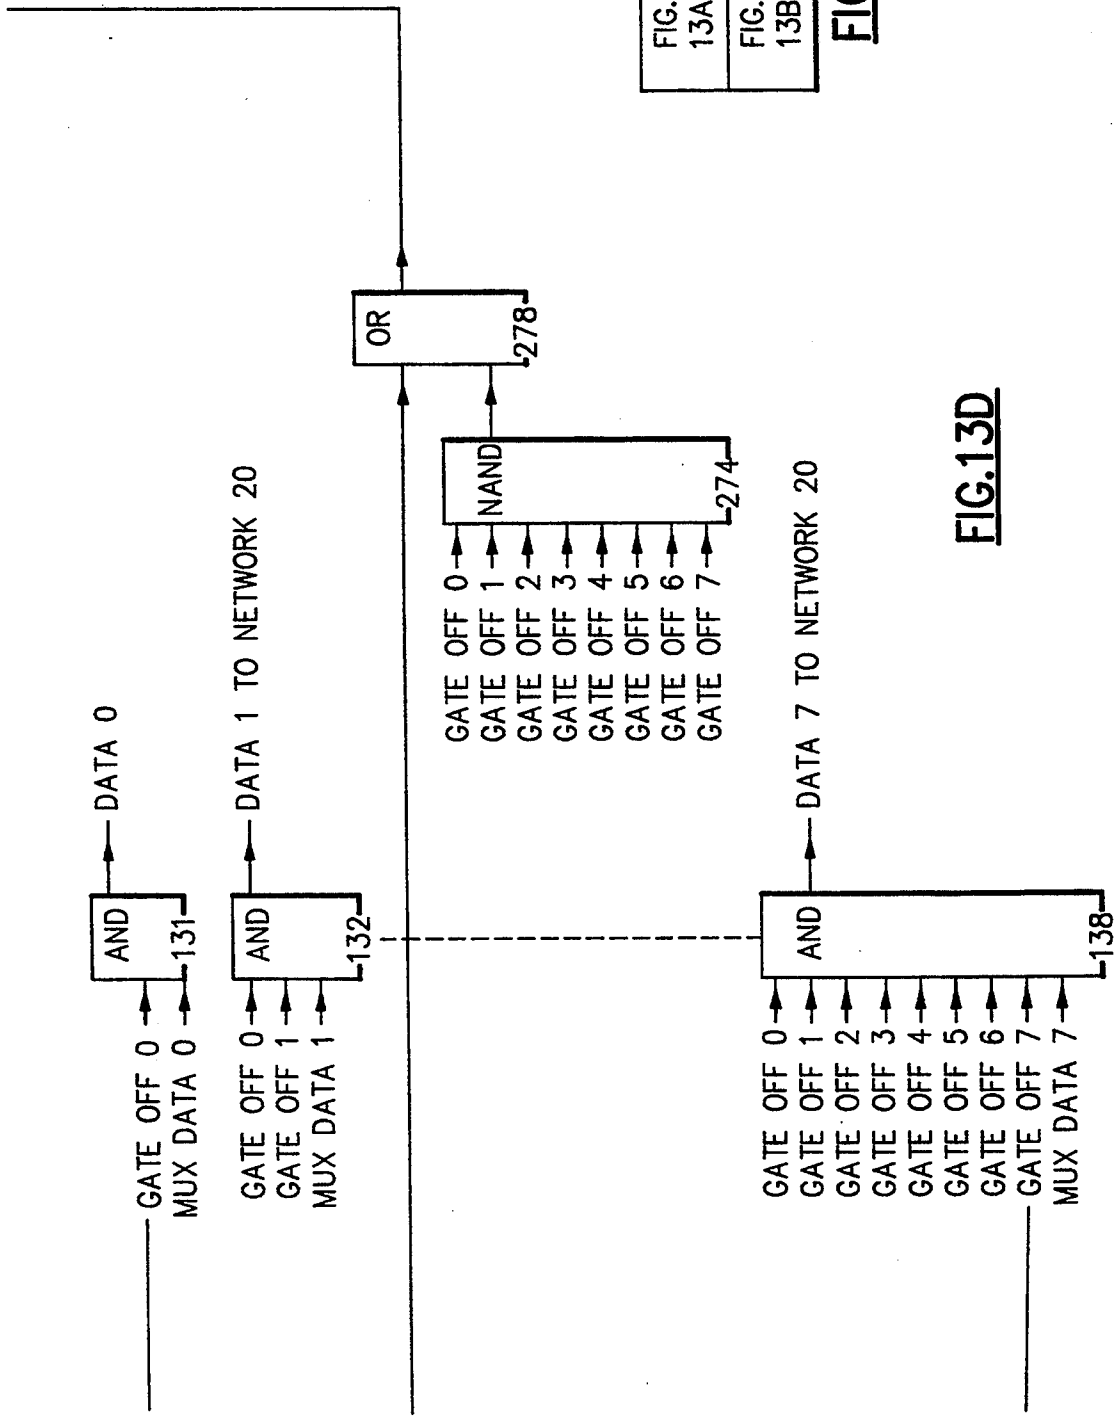 GATE OFF 0
MUX DATA 0
AND
131
DATA 0
GATE OFF 0
GATE OFF 1
MUX DATA 1
AND
132
DATA 1 TO NETWORK 20
OR
278
GATE OFF 0
GATE OFF 1
GATE OFF 2
GATE OFF 3
GATE OFF 4
GATE OFF 5
GATE OFF 6
GATE OFF 7
NAND
274
GATE OFF 0
GATE OFF 1
GATE OFF 2
GATE OFF 3
GATE OFF 4
GATE OFF 5
GATE OFF 6
GATE OFF 7
MUX DATA 7
AND
138
DATA 7 TO NETWORK 20
FIG.13D
FIG.
13A
FIG.
13B
FIG